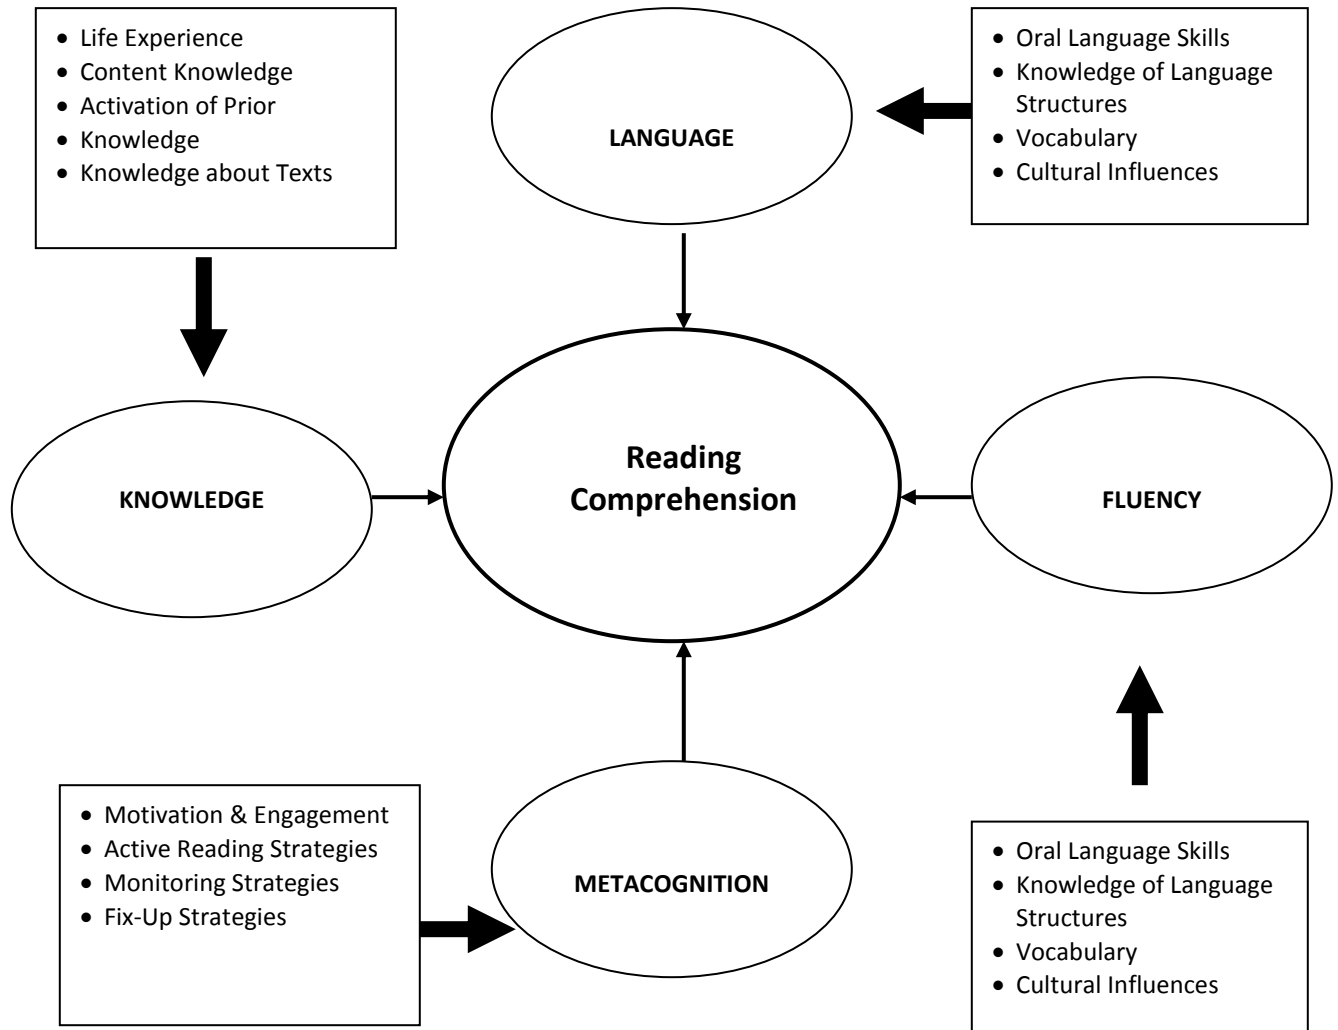 • Life Experience
• Content Knowledge
• Activation of Prior
• Knowledge
• Knowledge about Texts
LANGUAGE
• Oral Language Skills
• Knowledge of Language
Structures
• Vocabulary
• Cultural Influences
KNOWLEDGE
Reading
Comprehension
FLUENCY
• Motivation & Engagement
• Active Reading Strategies
• Monitoring Strategies
• Fix-Up Strategies
METACOGNITION
• Oral Language Skills
• Knowledge of Language
Structures
• Vocabulary
• Cultural Influences